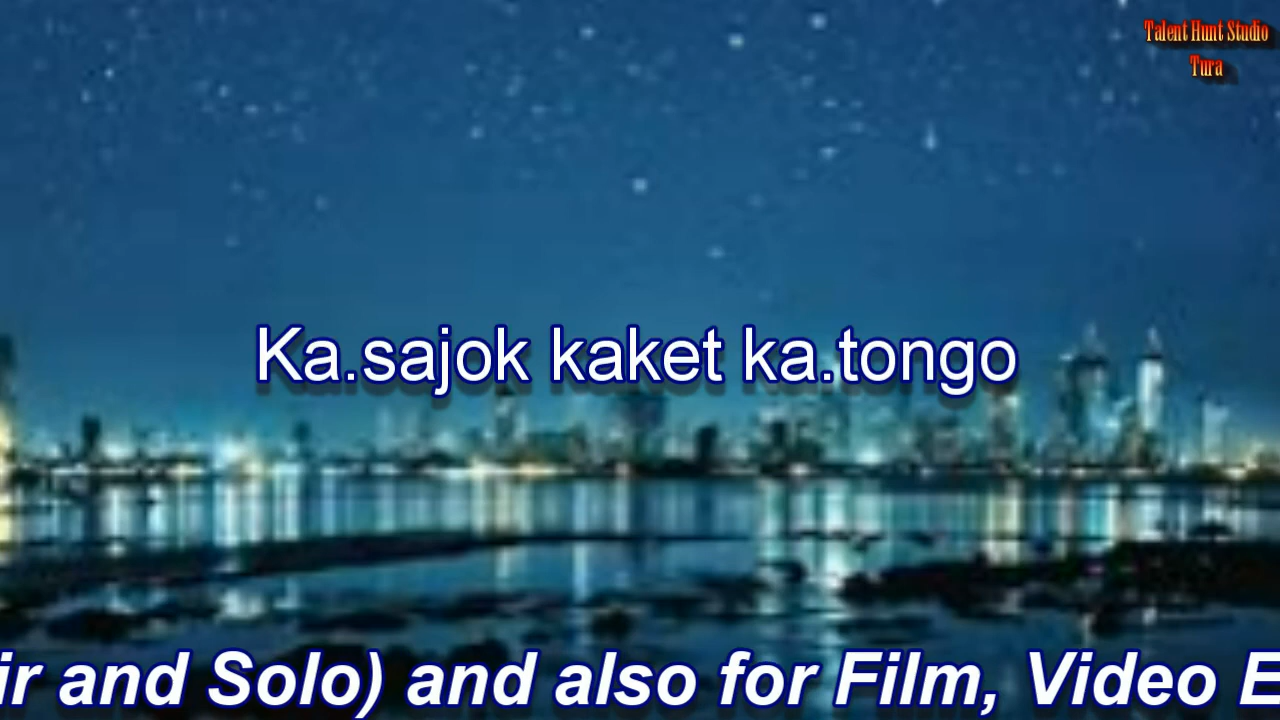 Talent Hunt Studio
Tura
Ka.sajok kaket ka.tongo
ir and Solo) and also for Film, Video E